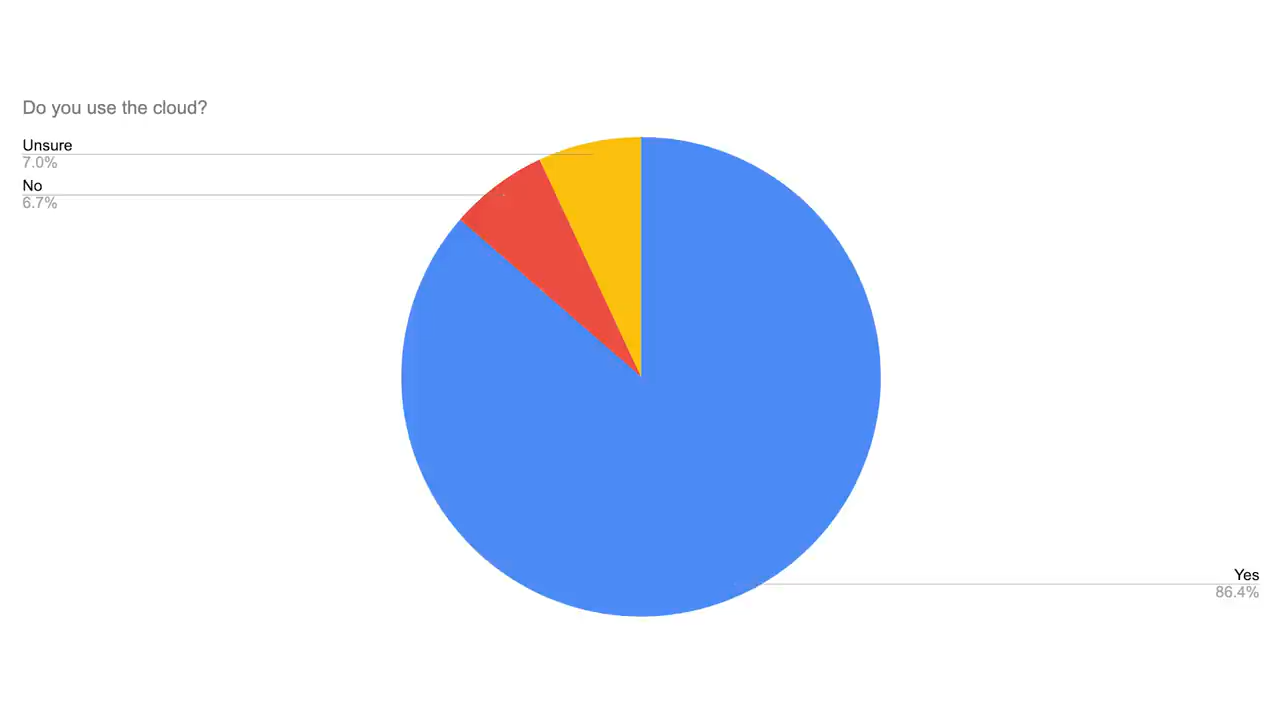 Do you use the cloud?
Unsure
7.0%
No
6.7%
Yes
86.4%